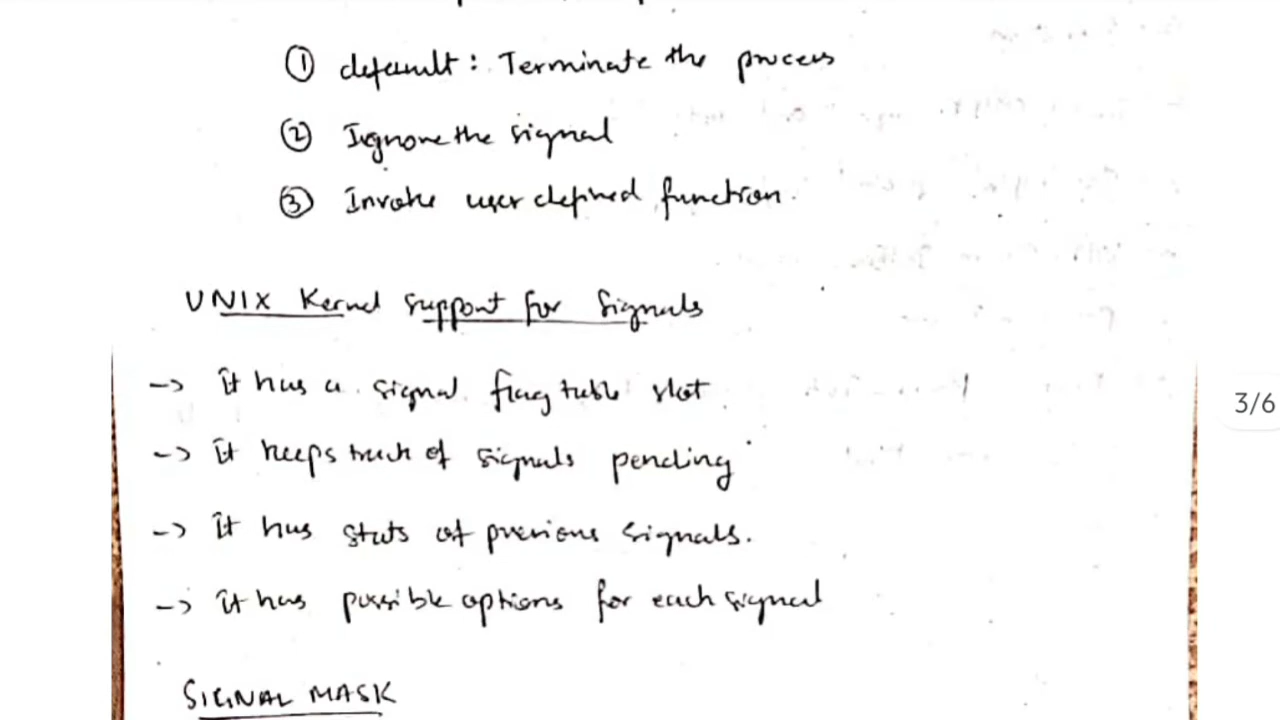 ① default: Terminate the process
② Ignore the signal
③ Invoke user defined function.
UNIX Kernel support for Signals
-> it has a signal flag table slot
-> it keeps track of signals pending
-> it has stats of previous signals.
-> it has possible options for each signal
SIGNAL MASK
3/6